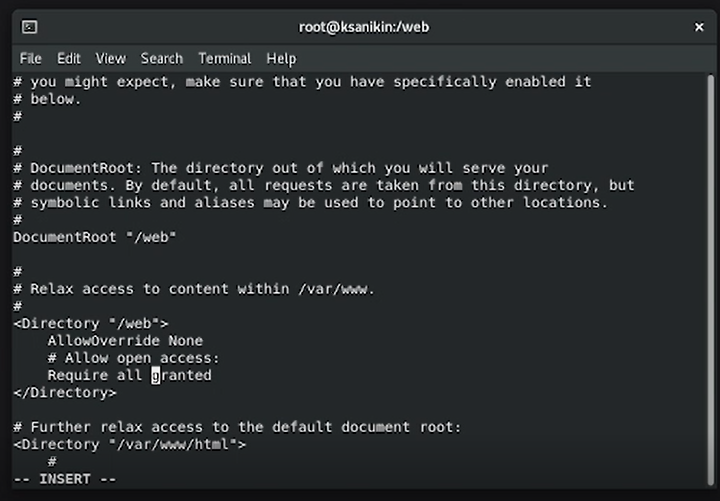 root@ksanikin:/web
File Edit View Search Terminal Help
# you might expect, make sure that you have specifically enabled it
# below.
#
#
# DocumentRoot: The directory out of which you will serve your
# documents. By default, all requests are taken from this directory, but
# symbolic links and aliases may be used to point to other locations.
#
DocumentRoot "/web"
#
# Relax access to content within /var/www.
#
<Directory "/web">
    AllowOverride None
    # Allow open access:
    Require all granted
</Directory>
# Further relax access to the default document root:
<Directory "/var/www/html">
    #
-- INSERT --